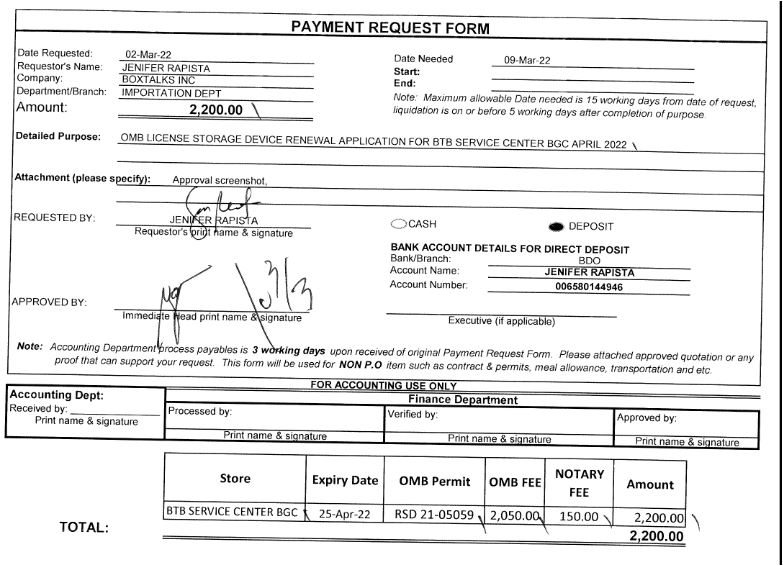 PAYMENT REQUEST FORM
Date Requested: 02-Mar-22
Requestor's Name: JENIFER RAPISTA
Company: BOXTALKS INC
Department/Branch: IMPORTATION DEPT
Amount: 2,200.00
Date Needed 09-Mar-22
Start:
End:
Note: Maximum allowable Date needed is 15 working days from date of request,
liquidation is on or before 5 working days after completion of purpose.
Detailed Purpose: OMB LICENSE STORAGE DEVICE RENEWAL APPLICATION FOR BTB SERVICE CENTER BGC APRIL 2022
Attachment (please specify): Approval screenshot,
REQUESTED BY: JENIFER RAPISTA
Requestor's print name & signature
CASH DEPOSIT
BANK ACCOUNT DETAILS FOR DIRECT DEPOSIT
Bank/Branch: BDO
Account Name: JENIFER RAPISTA
Account Number: 006580144946
3/3
APPROVED BY:
Immediate Head print name & signature
Executive (if applicable)
Note: Accounting Department process payables is 3 working days upon received of original Payment Request Form. Please attached approved quotation or any
proof that can support your request. This form will be used for NON P.O item such as contract & permits, meal allowance, transportation and etc.
FOR ACCOUNTING USE ONLY
Accounting Dept: Finance Department
Received by: Processed by: Verified by: Approved by:
Print name & signature Print name & signature Print name & signature Print name & signature
Store Expiry Date OMB Permit OMB FEE NOTARY FEE Amount
BTB SERVICE CENTER BGC 25-Apr-22 RSD 21-05059 2,050.00 150.00 2,200.00
TOTAL: 2,200.00